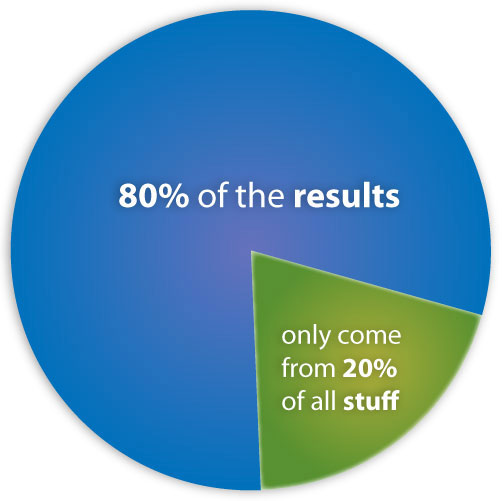 80% of the results
only come
from 20%
of all stuff